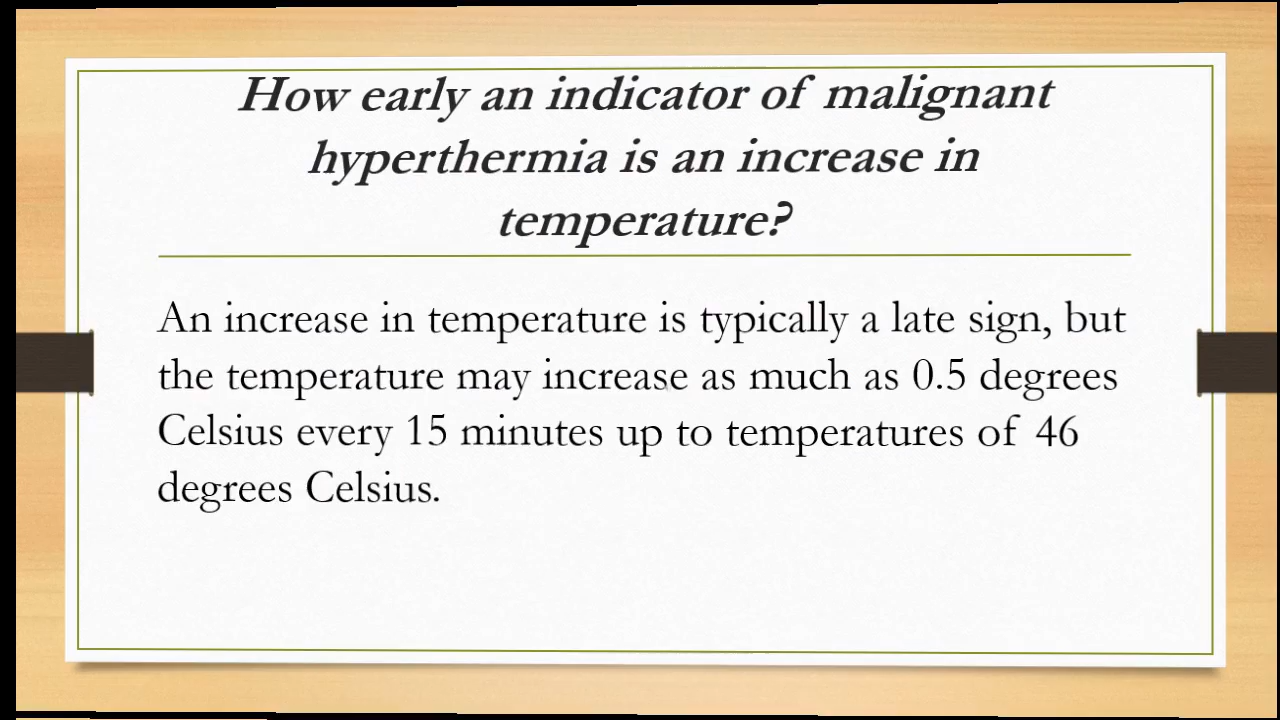 How early an indicator of malignant
hyperthermia is an increase in
temperature?
An increase in temperature is typically a late sign, but
the temperature may increase as much as 0.5 degrees
Celsius every 15 minutes up to temperatures of 46
degrees Celsius.